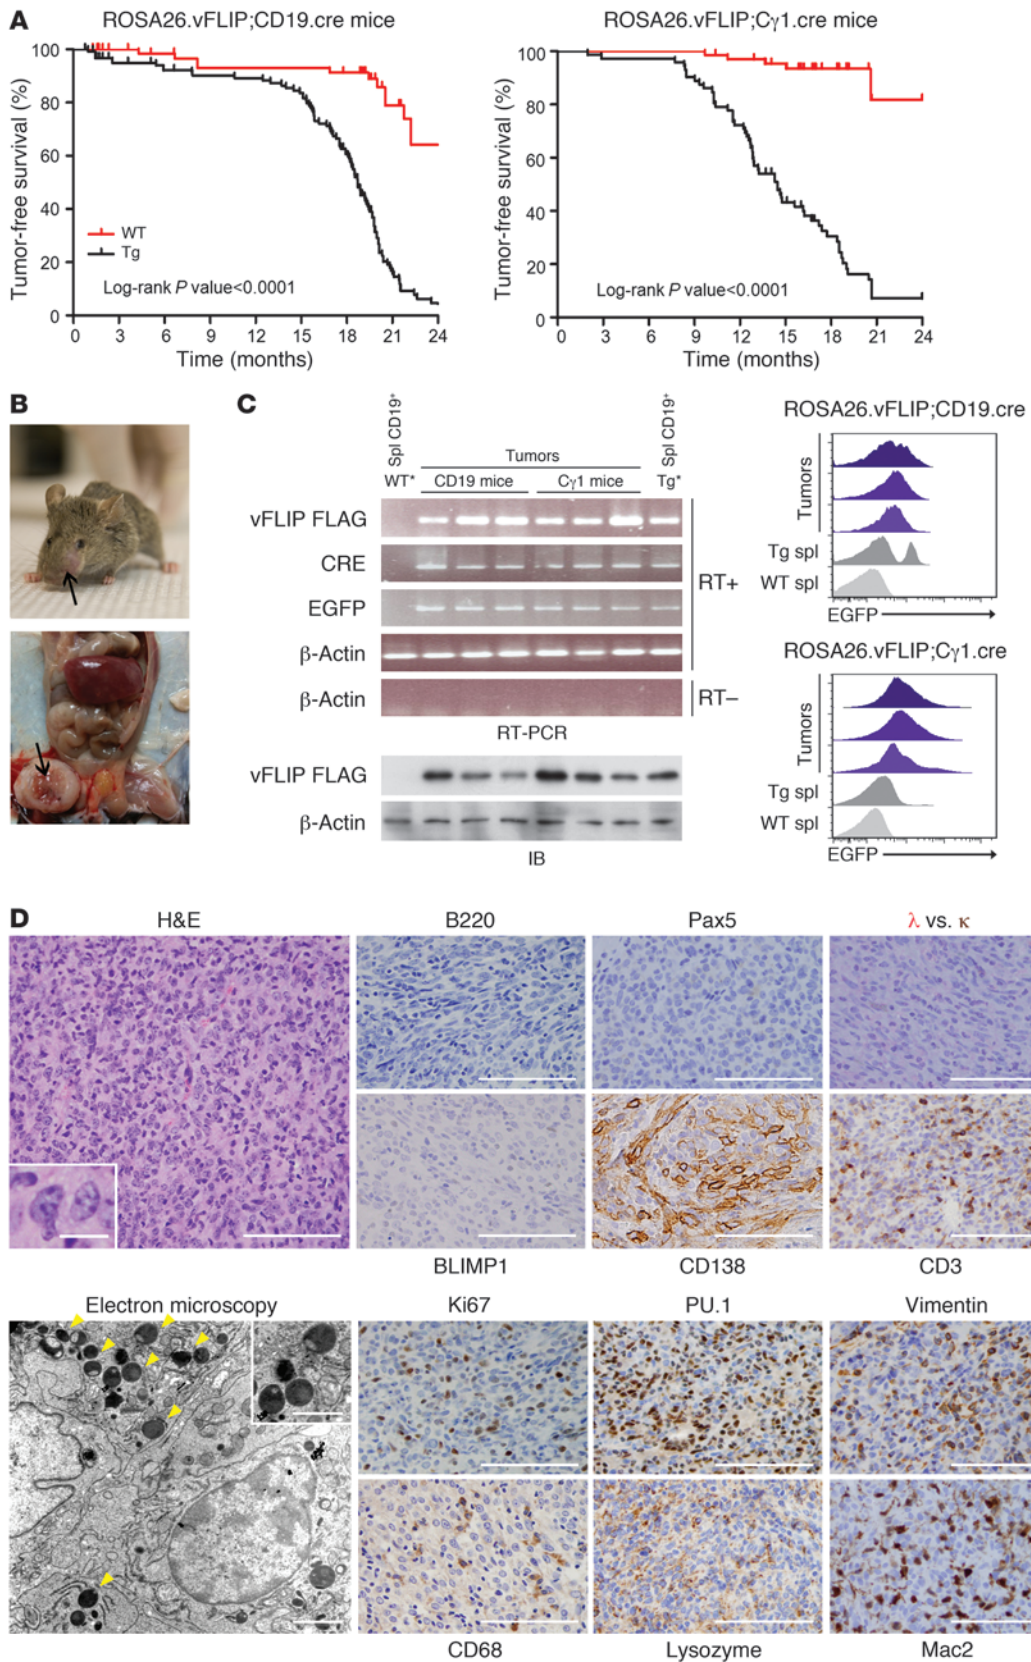 A
ROSA26.vFLIP;CD19.cre mice
ROSA26.vFLIP;Cγ1.cre mice
Tumor-free survival (%)
100
80
60
40
20
0
WT
Tg
Log-rank P value<0.0001
0 3 6 9 12 15 18 21 24
Time (months)
Tumor-free survival (%)
100
80
60
40
20
0
Log-rank P value<0.0001
0 3 6 9 12 15 18 21 24
Time (months)
B
C
Spl CD19+
WT*
Tumors
CD19 mice
Cγ1 mice
Spl CD19+
Tg*
vFLIP FLAG
CRE
EGFP
β-Actin
β-Actin
RT+
RT–
RT-PCR
vFLIP FLAG
β-Actin
IB
ROSA26.vFLIP;CD19.cre
Tumors
Tg spl
WT spl
EGFP
ROSA26.vFLIP;Cγ1.cre
Tumors
Tg spl
WT spl
EGFP
D
H&E
B220
Pax5
λ vs. κ
BLIMP1
CD138
CD3
Electron microscopy
Ki67
PU.1
Vimentin
CD68
Lysozyme
Mac2